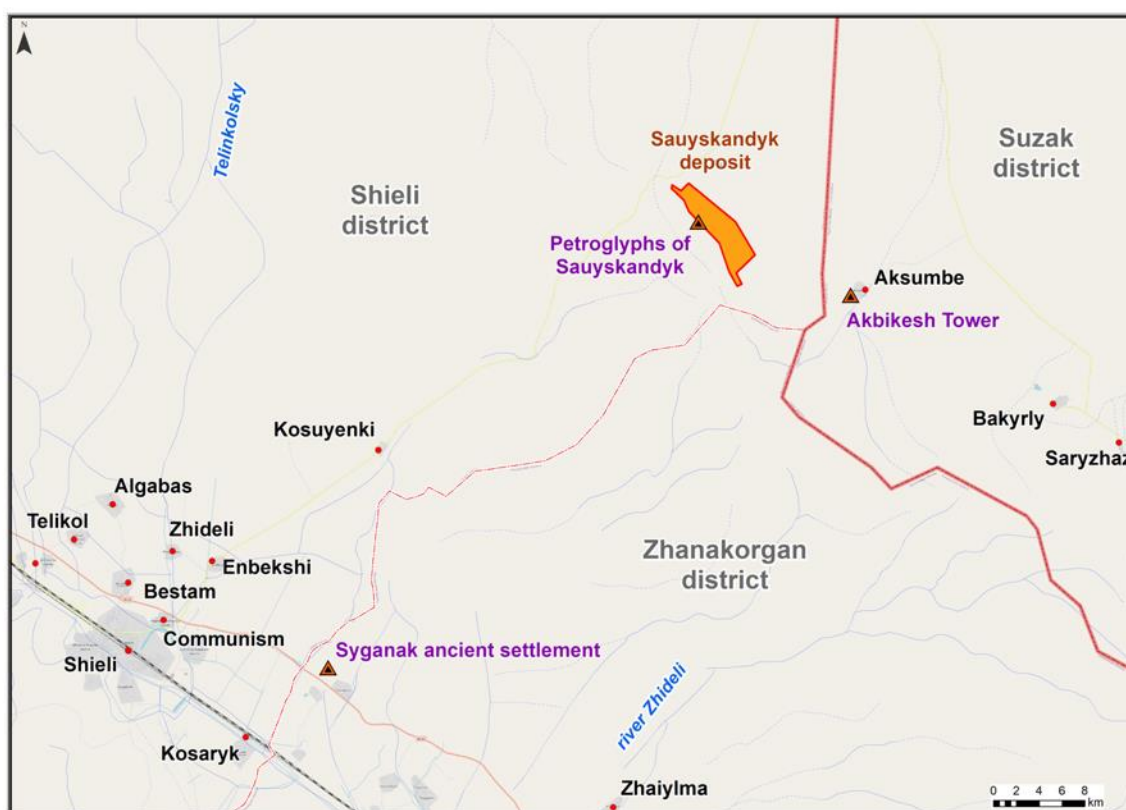 N
Telinkolsky
Sauyskandyk
deposit
Suzak
district
Shieli
district
Petroglyphs of
Sauyskandyk
Aksumbe
Akbikesh Tower
Bakyrly
Saryzhaz
Kosuyenki
Algabas
Telikol
Zhideli
Enbekshi
Bestam
Communism
Shieli
Zhanakorgan
district
Syganak ancient settlement
river Zhideli
Kosaryk
Zhaiylma
0 2 4 6 8
km